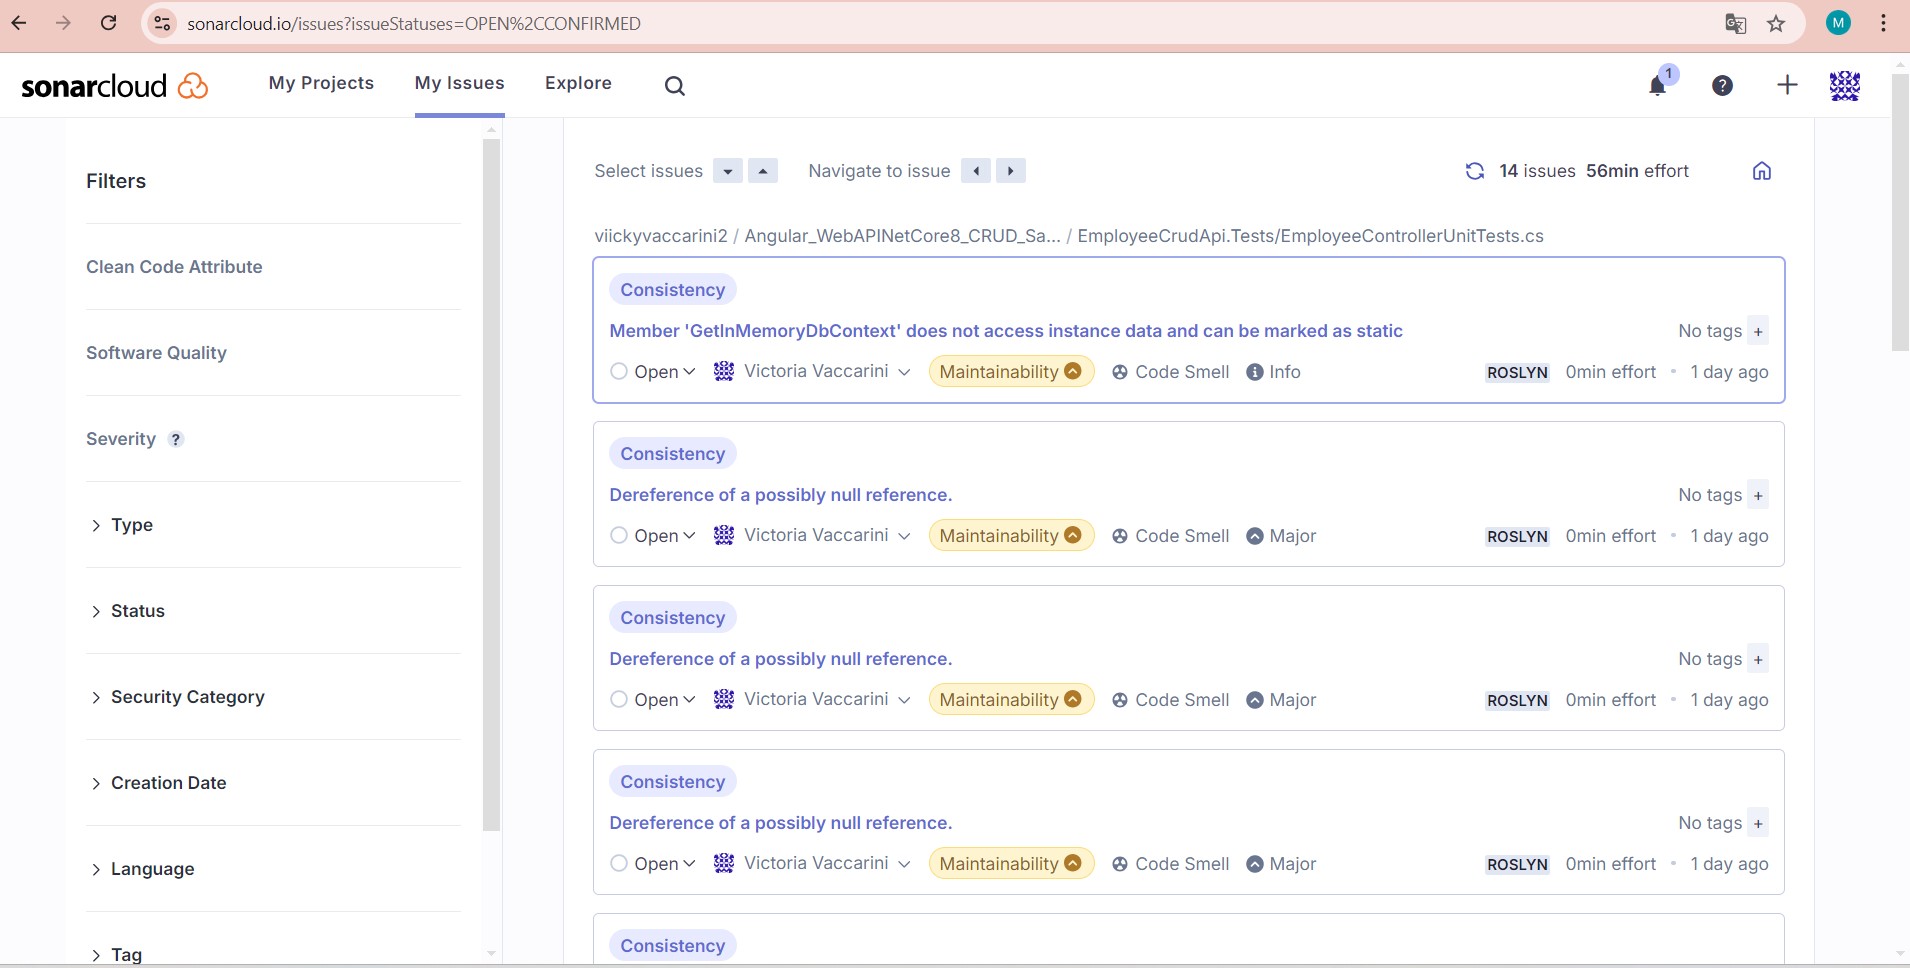 sonarcloud.io/issues?issueStatuses=OPEN%2CCONFIRMED
M
sonarcloud My Projects My Issues Explore 1 ? +
Filters
Clean Code Attribute
Software Quality
Severity ?
Type
Status
Security Category
Creation Date
Language
Tag
Select issues Navigate to issue 14 issues 56min effort
viickyvaccarini2 / Angular_WebAPINetCore8_CRUD_Sa... / EmployeeCrudApi.Tests/EmployeeControllerUnitTests.cs
Consistency
Member 'GetInMemoryDbContext' does not access instance data and can be marked as static No tags +
Open Victoria Vaccarini Maintainability Code Smell Info ROSLYN 0min effort • 1 day ago
Consistency
Dereference of a possibly null reference. No tags +
Open Victoria Vaccarini Maintainability Code Smell Major ROSLYN 0min effort • 1 day ago
Consistency
Dereference of a possibly null reference. No tags +
Open Victoria Vaccarini Maintainability Code Smell Major ROSLYN 0min effort • 1 day ago
Consistency
Dereference of a possibly null reference. No tags +
Open Victoria Vaccarini Maintainability Code Smell Major ROSLYN 0min effort • 1 day ago
Consistency